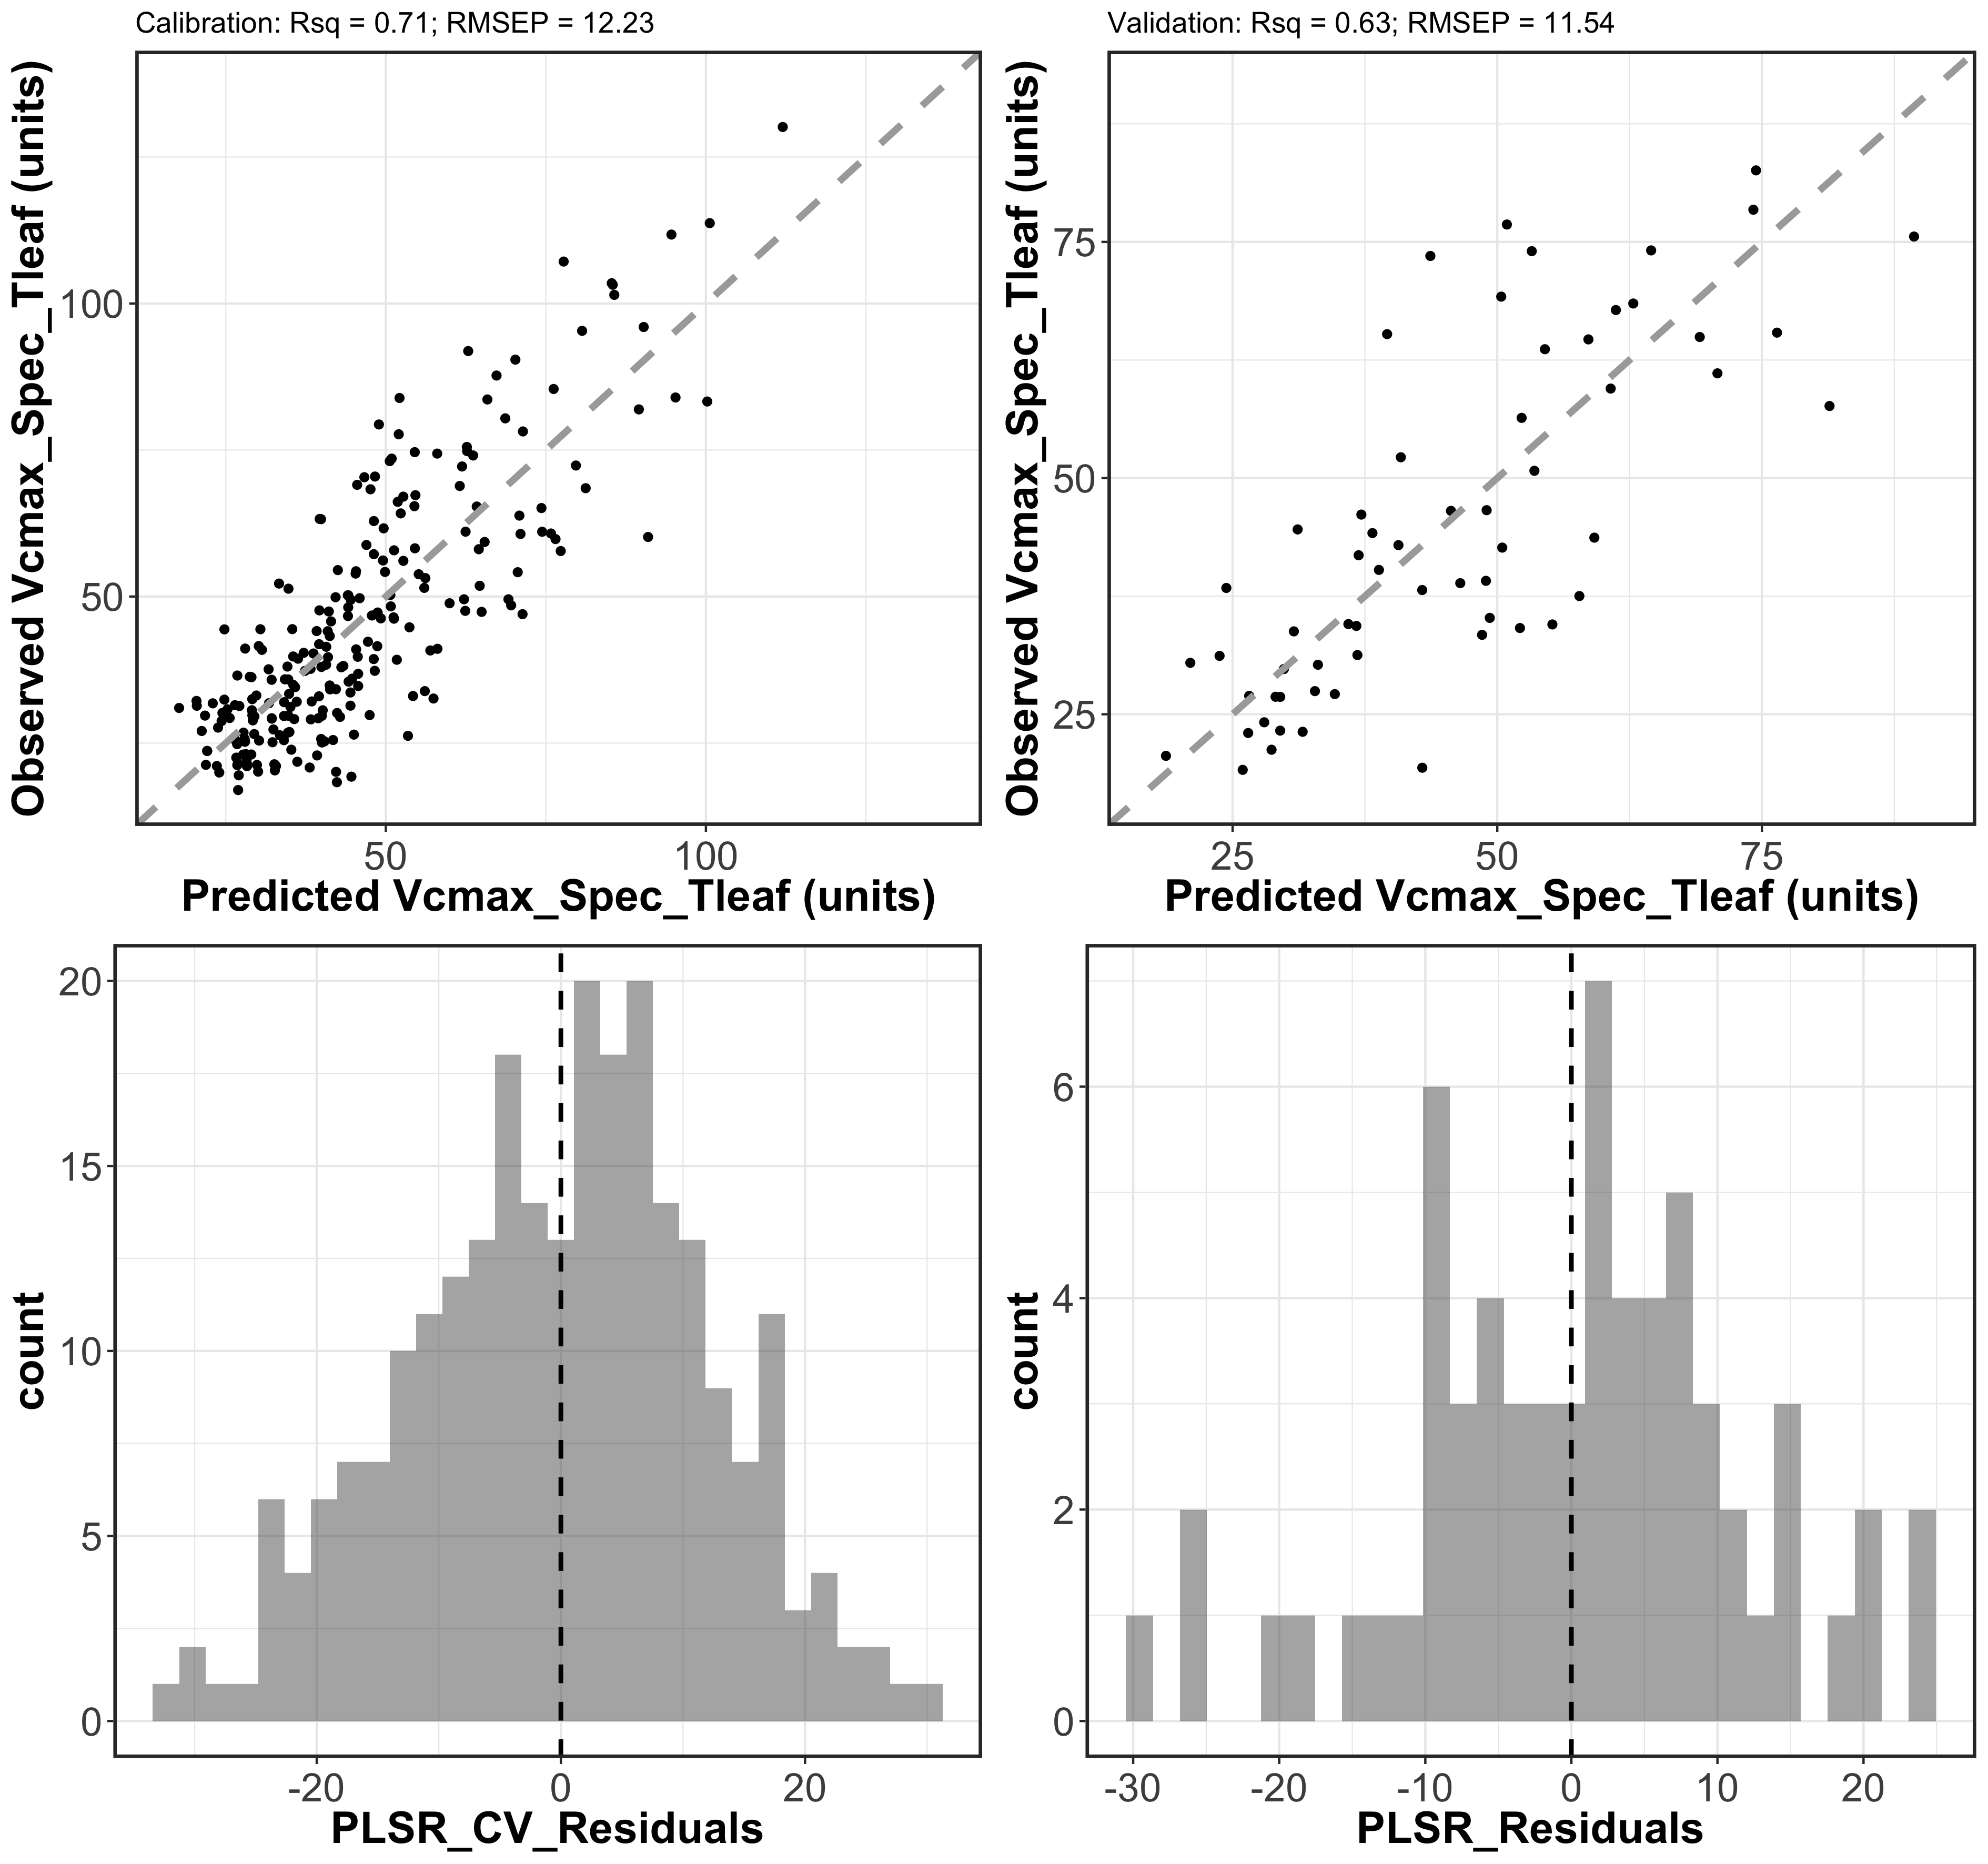 Calibration: Rsq = 0.71; RMSEP = 12.23
Observed Vcmax_Spec_Tleaf (units)
100
50
50
100
Predicted Vcmax_Spec_Tleaf (units)
Validation: Rsq = 0.63; RMSEP = 11.54
Observed Vcmax_Spec_Tleaf (units)
75
50
25
25
50
75
Predicted Vcmax_Spec_Tleaf (units)
count
20
15
10
5
0
-20
0
20
PLSR_CV_Residuals
count
6
4
2
0
-30
-20
-10
0
10
20
PLSR_Residuals